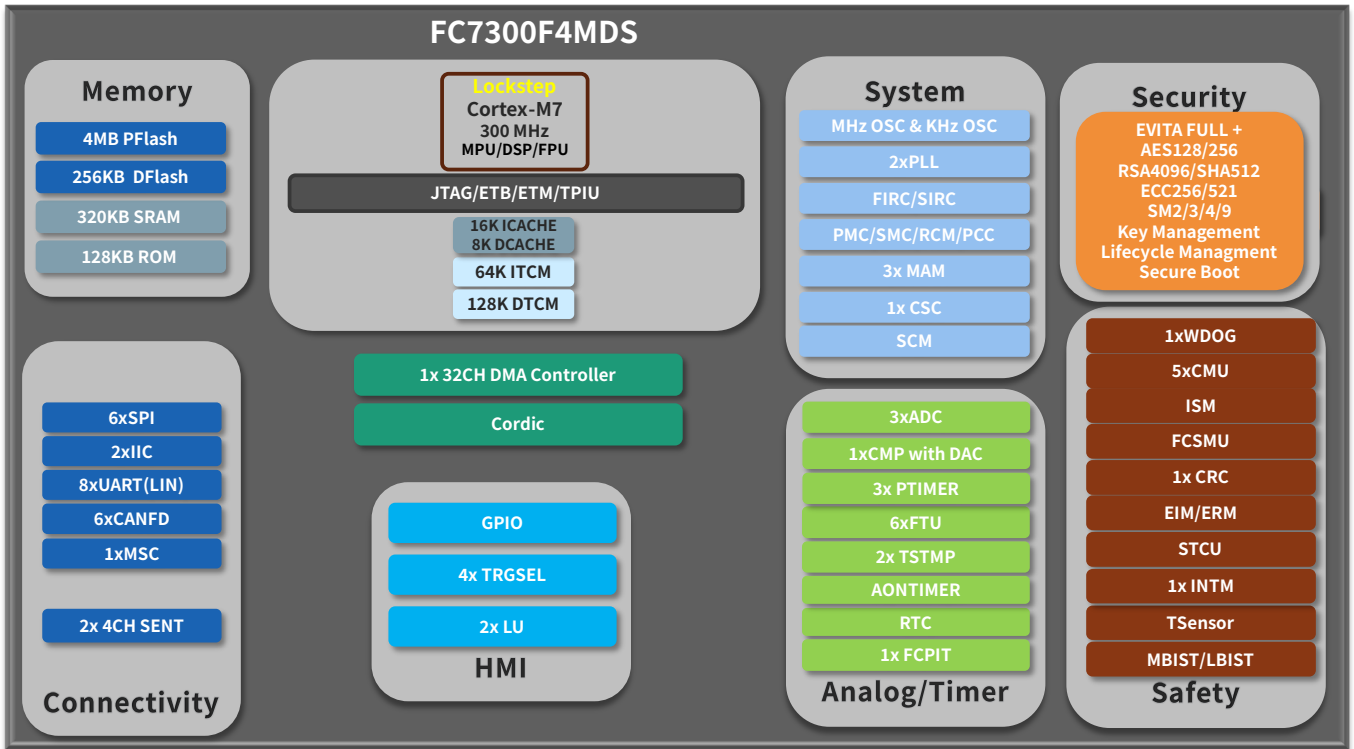 FC7300F4MDS
Memory
4MB PFlash
256KB DFlash
320KB SRAM
128KB ROM
Lockstep
Cortex-M7
300 MHz
MPU/DSP/FPU
JTAG/ETB/ETM/TPIU
16K ICACHE
8K DCACHE
64K ITCM
128K DTCM
System
MHz OSC & KHz OSC
2xPLL
FIRC/SIRC
PMC/SMC/RCM/PCC
3x MAM
1x CSC
SCM
Security
EVITA FULL +
AES128/256
RSA4096/SHA512
ECC256/521
SM2/3/4/9
Key Management
Lifecycle Managment
Secure Boot
6xSPI
2xIIC
8xUART(LIN)
6xCANFD
1xMSC
2x 4CH SENT
Connectivity
1x 32CH DMA Controller
Cordic
GPIO
4x TRGSEL
2x LU
HMI
3xADC
1xCMP with DAC
3x PTIMER
6xFTU
2x TSTMP
AONTIMER
RTC
1x FCPIT
Analog/Timer
1xWDOG
5xCMU
ISM
FCSMU
1x CRC
EIM/ERM
STCU
1x INTM
TSensor
MBIST/LBIST
Safety